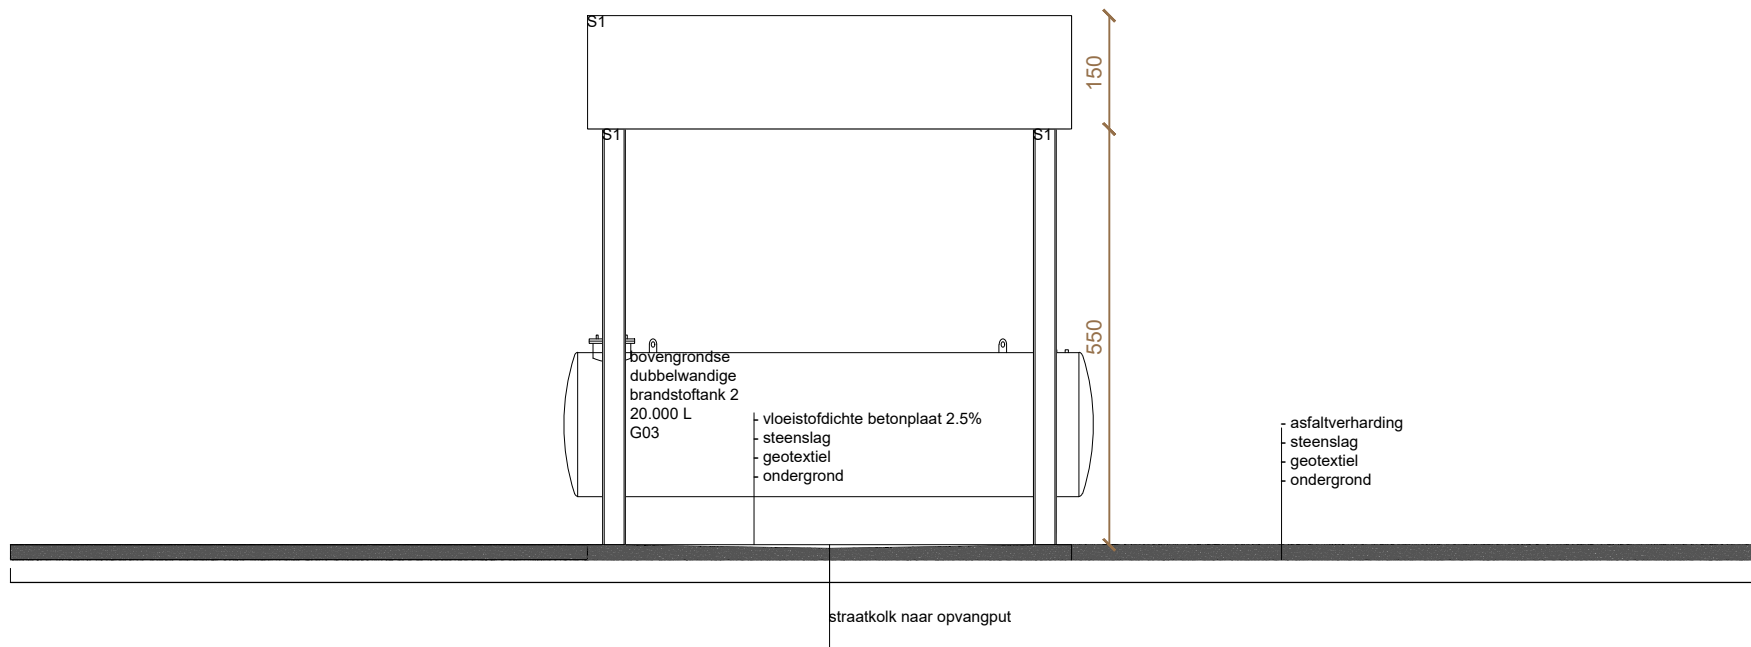 S1
150
S1
S1
550
bovengrondse
dubbelwandige
brandstoftank 2
20.000 L
G03
- vloeistofdichte betonplaat 2.5%
- steenslag
- geotextiel
- ondergrond
- asfaltverharding
- steenslag
- geotextiel
- ondergrond
straatkolk naar opvangput